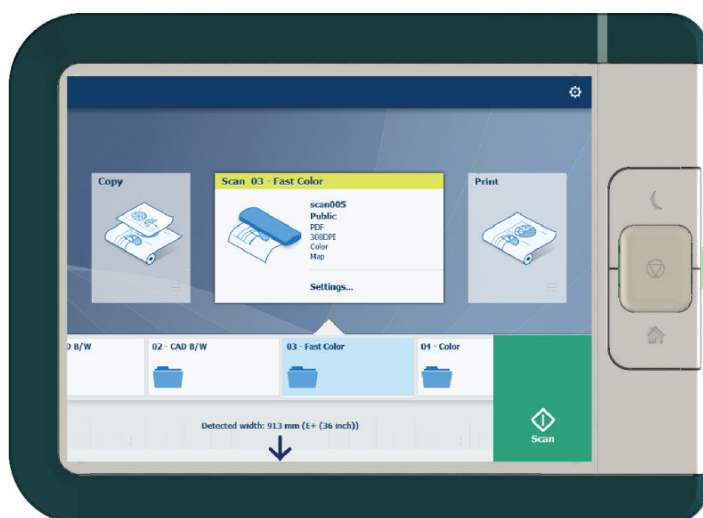 Copy
Scan 03 - Fast Color
Print
scan005
Public
PDF
300DPI
Color
Map
Settings...
B/W
02 - CAD B/W
03 - Fast Color
04 - Color
Detected width: 913 mm (E+ (36 inch))
Scan